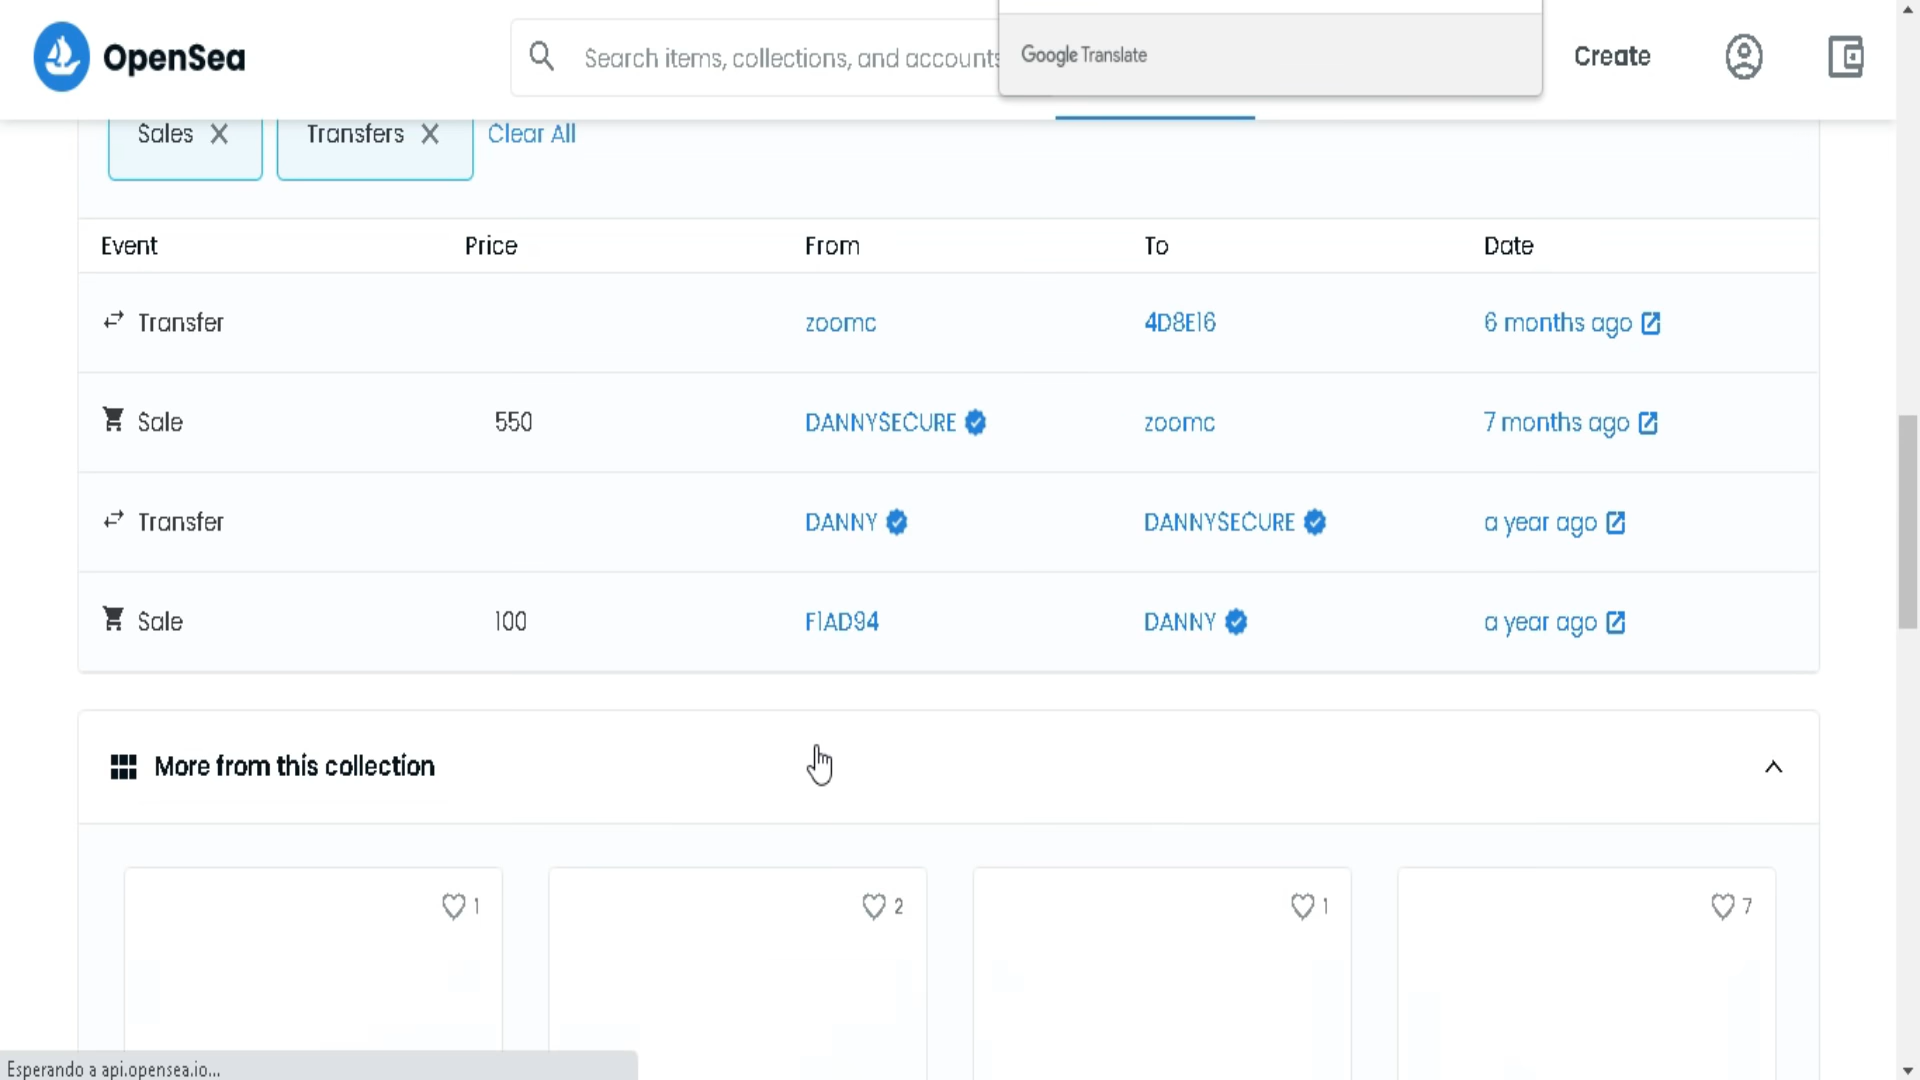 OpenSea
Search items, collections, and accounts
Google Translate
Create
Sales
Transfers
Clear All
Event Price From To Date
Transfer zoomc 4D8E16 6 months ago
Sale 550 DANNYSECURE zoomc 7 months ago
Transfer DANNY DANNYSECURE a year ago
Sale 100 F1AD94 DANNY a year ago
More from this collection
1 2 1 7
Esperando a api.opensea.io...